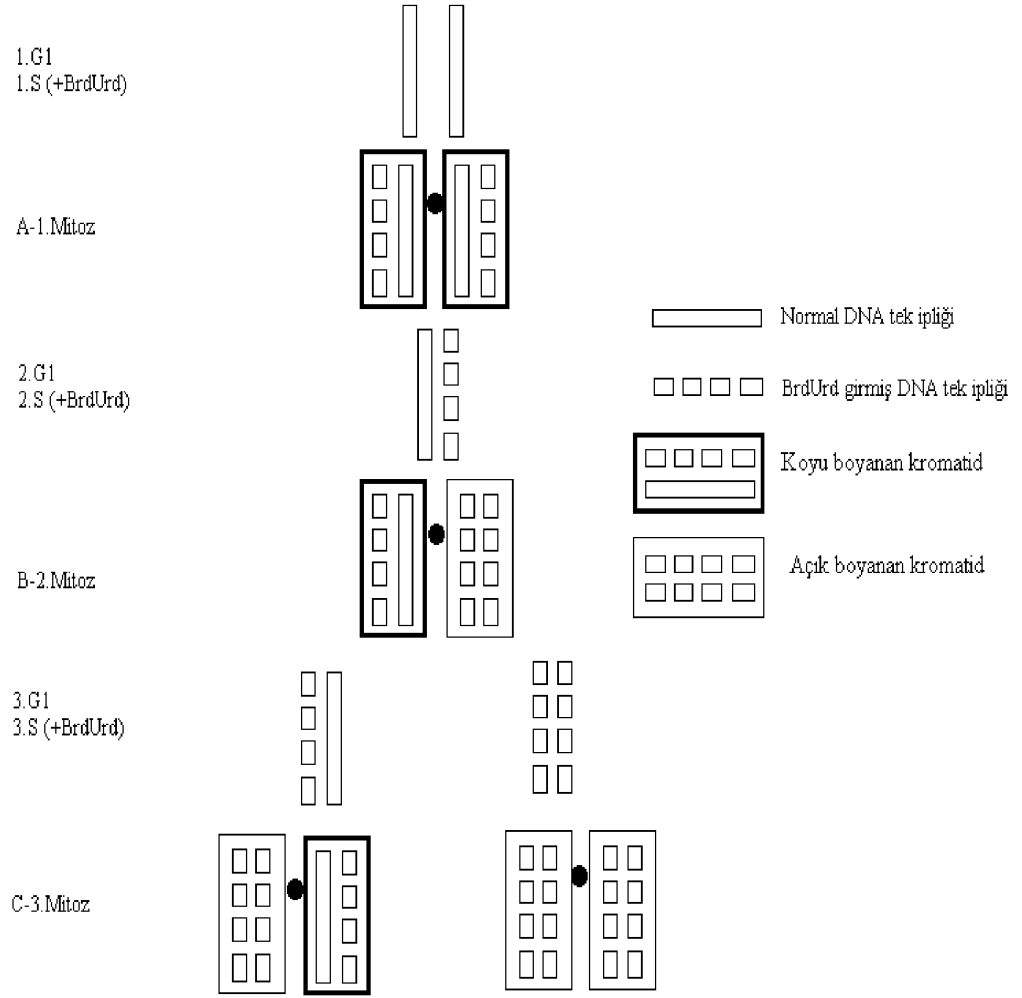 1.G1
1.S (+BrdUrd)
A-1.Mitoz
2.G1
2.S (+BrdUrd)
B-2.Mitoz
3.G1
3.S (+BrdUrd)
C-3.Mitoz
Normal DNA tek ipliği
BrdUrd girmiş DNA tek ipliği
Koyu boyanan kromatid
Açık boyanan kromatid